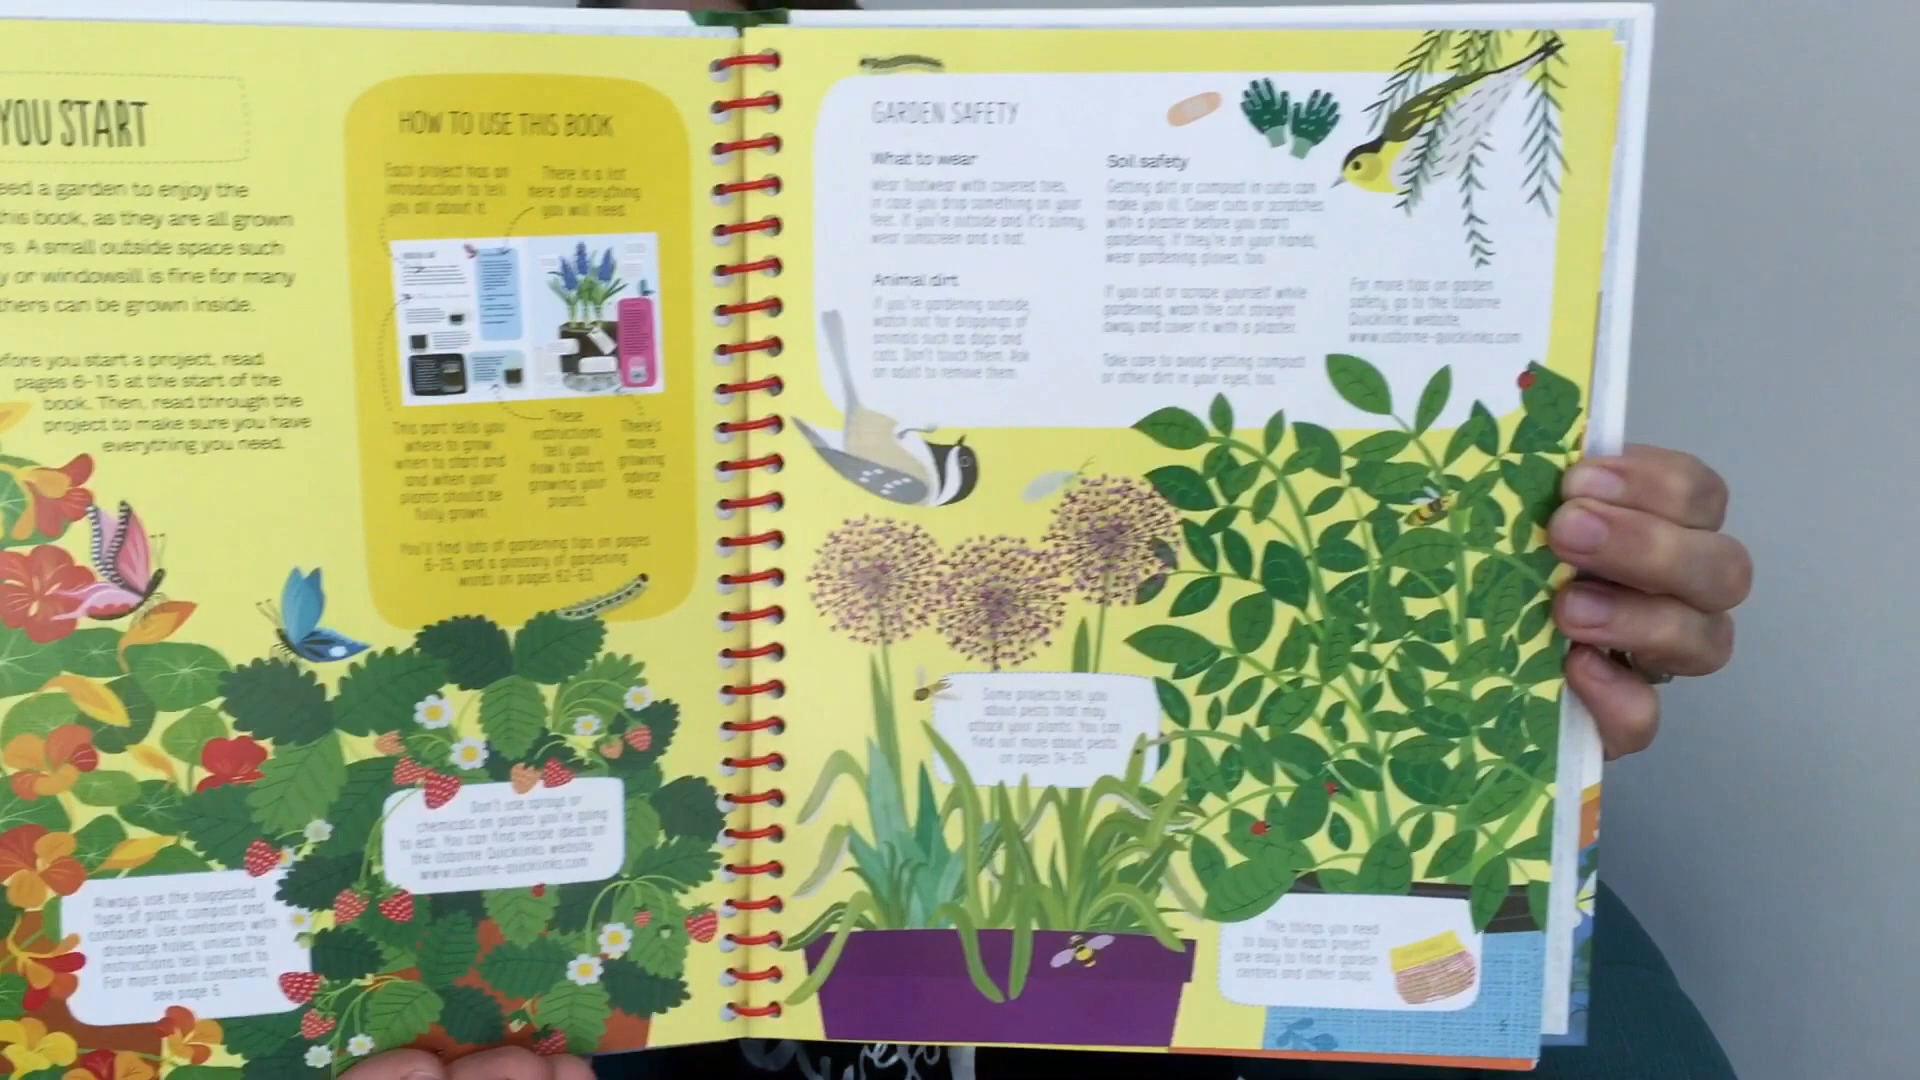 YOU START
eed a garden to enjoy the
his book, as they are all grown
rs. A small outside space such
y or windowsill is fine for many
thers can be grown inside.
efore you start a project, read
pages 6-15 at the start of the
book. Then, read through the
project to make sure you have
everything you need.
Always use the suggested
type of plant, compost and
container. Use containers with
drainage holes, unless the
instructions tell you not to.
For more about containers,
see page 6.
Don't use sprays or
chemicals on plants you're going
to eat. You can find recipe ideas on
the Usborne Quicklinks website,
www.usborne-quicklinks.com
HOW TO USE THIS BOOK
Each project has an
introduction to tell
you all about it.
There is a list
here of everything
you will need.
This part tells you
where to grow,
when to start and
and when your
plants should be
fully grown.
These
instructions
tell you
how to start
growing your
plants.
There's
more
growing
advice
here.
You'll find lots of gardening tips on pages
6-15, and a glossary of gardening
words on pages 62-63.
GARDEN SAFETY
What to wear
Wear footwear with covered toes,
in case you drop something on your
feet. If you're outside and it's sunny,
wear sunscreen and a hat.
Animal dirt
If you're gardening outside,
watch out for droppings of
animals such as dogs and
cats. Don't touch them. Ask
an adult to remove them.
Soil safety
Getting dirt or compost in cuts can
make you ill. Cover cuts or scratches
with a plaster before you start
gardening. If they're on your hands,
wear gardening gloves, too.
If you cut or scrape yourself while
gardening, wash the cut straight
away and cover it with a plaster.
Take care to avoid getting compost
or other dirt in your eyes, too.
For more tips on garden
safety, go to the Usborne
Quicklinks website,
www.usborne-quicklinks.com
Some projects tell you
about pests that may
attack your plants. You can
find out more about pests
on pages 14-15.
The things you need
to buy for each project
are easy to find in garden
centres and other shops.
5